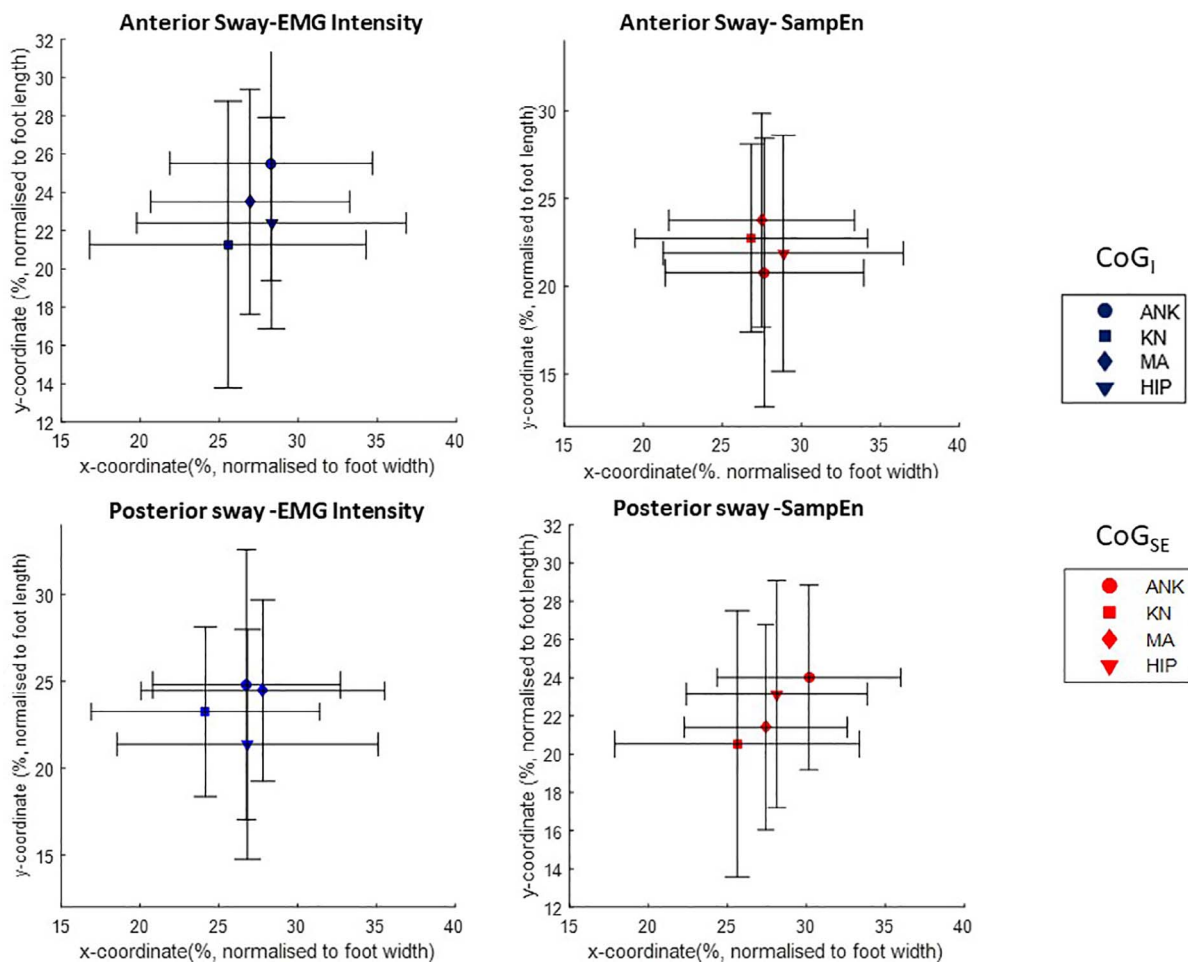 Anterior Sway-EMG Intensity
y-coordinate (%, normalised to foot length)
32
30
28
26
24
22
20
18
16
14
12
15 20 25 30 35 40
x-coordinate(%, normalised to foot width)
Anterior Sway- SampEn
y-coordinate (%, normalised to foot length)
30
25
20
15
15 20 25 30 35 40
x-coordinate(%. normalised to foot width)
CoGI
ANK
KN
MA
HIP
Posterior sway -EMG Intensity
y-coordinate (%, normalised to foot length)
30
25
20
15
15 20 25 30 35 40
x-coordinate(%, normalised to foot width)
Posterior sway -SampEn
y-coordinate (%, normalised to foot length)
32
30
28
26
24
22
20
18
16
14
12
15 20 25 30 35 40
x-coordinate(%, normalised to foot width)
CoGSE
ANK
KN
MA
HIP